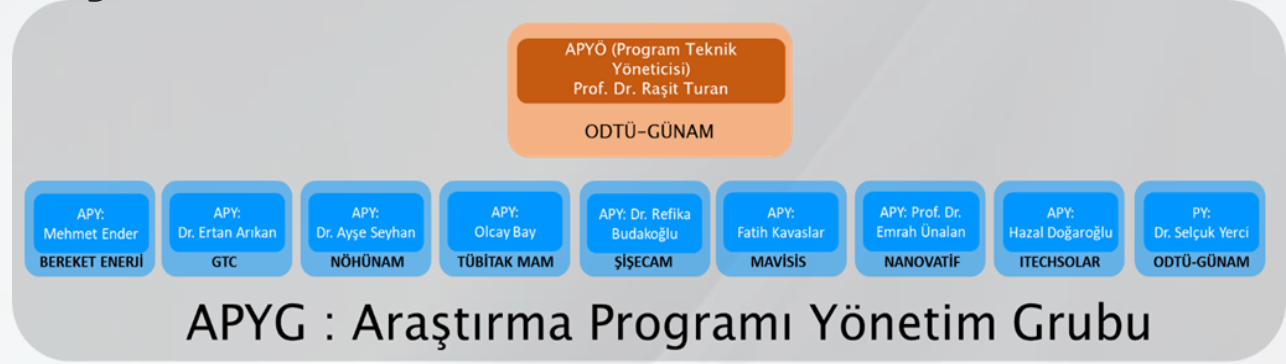 APYÖ (Program Teknik
Yöneticisi)
Prof. Dr. Raşit Turan
ODTÜ-GÜNAM
APY:
Mehmet Ender
BEREKET ENERJİ
APY:
Dr. Ertan Arıkan
GTC
APY:
Dr. Ayşe Seyhan
NÖHÜNAM
APY:
Olcay Bay
TÜBİTAK MAM
APY: Dr. Refika
Budakoğlu
ŞİŞECAM
APY:
Fatih Kavaslar
MAVİSİS
APY: Prof. Dr.
Emrah Ünalan
NANOVATİF
APY:
Hazal Doğaroğlu
ITECHSOLAR
PY:
Dr. Selçuk Yerci
ODTÜ-GÜNAM
APYG : Araştırma Programı Yönetim Grubu